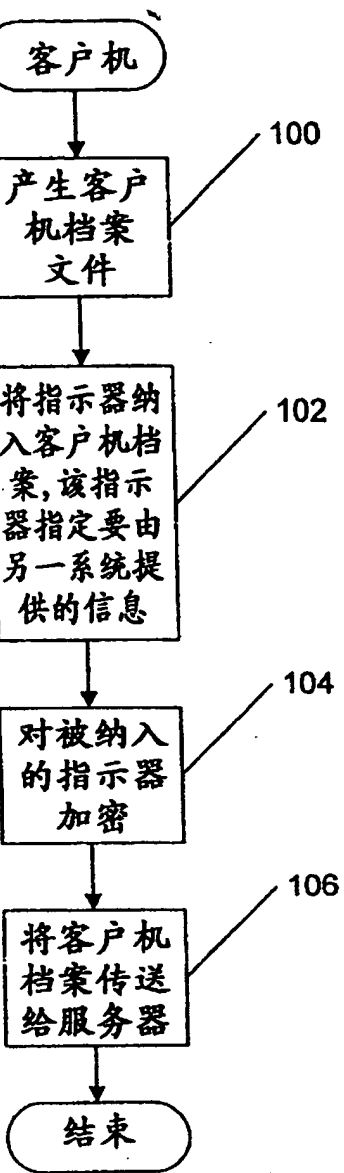 客户机
100
产生客户
机档案
文件
102
将指示器纳
入客户机档
案,该指示
器指定要由
另一系统提
供的信息
104
对被纳入
的指示器
加密
106
将客户机
档案传送
给服务器
结束